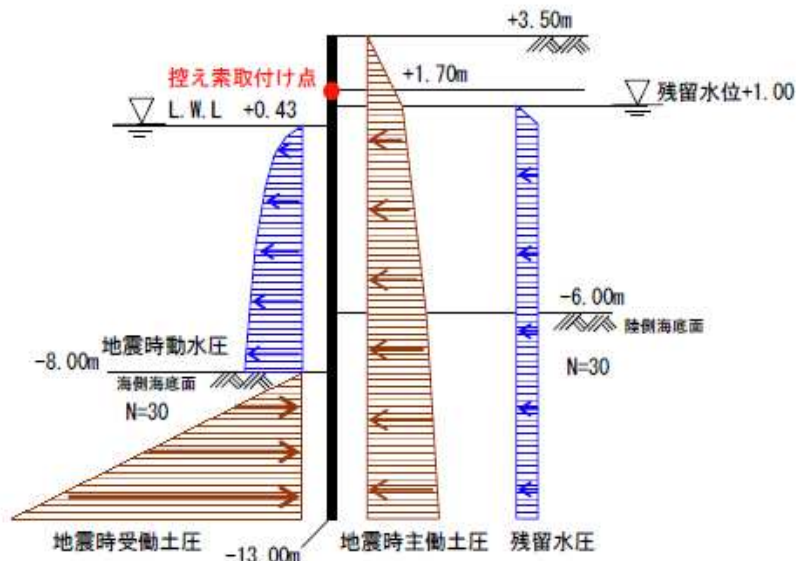 +3.50m
控え索取付け点
+1.70m
L.W.L +0.43
残留水位+1.00
-6.00m
陸側海底面
地震時動水圧
-8.00m
海側海底面
N=30
N=30
地震時受働土圧
地震時主働土圧
残留水圧
-13.00m